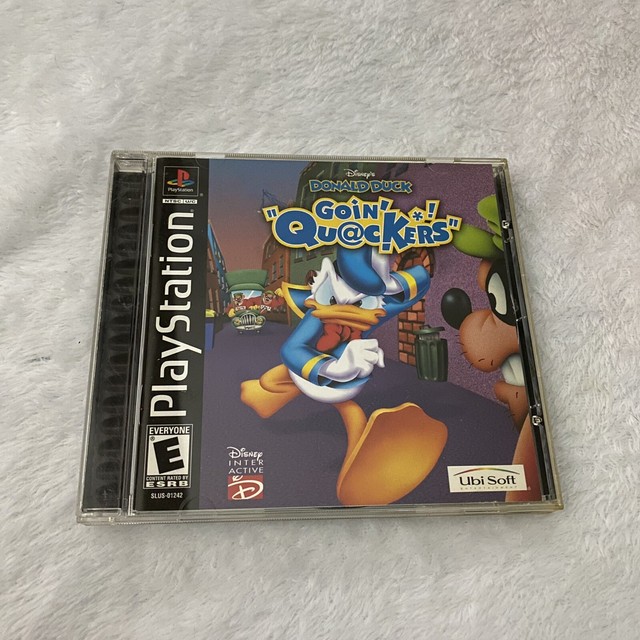 PlayStation
NTSC U/C
PlayStation
EVERYONE
E
CONTENT RATED BY
ESRB
SLUS-01242
Disney's
DONALD DUCK
"GOIN' *!
QU@CKERS"
Disney
INTER
ACTIVE
D
Ubi Soft
ENTERTAINMENT